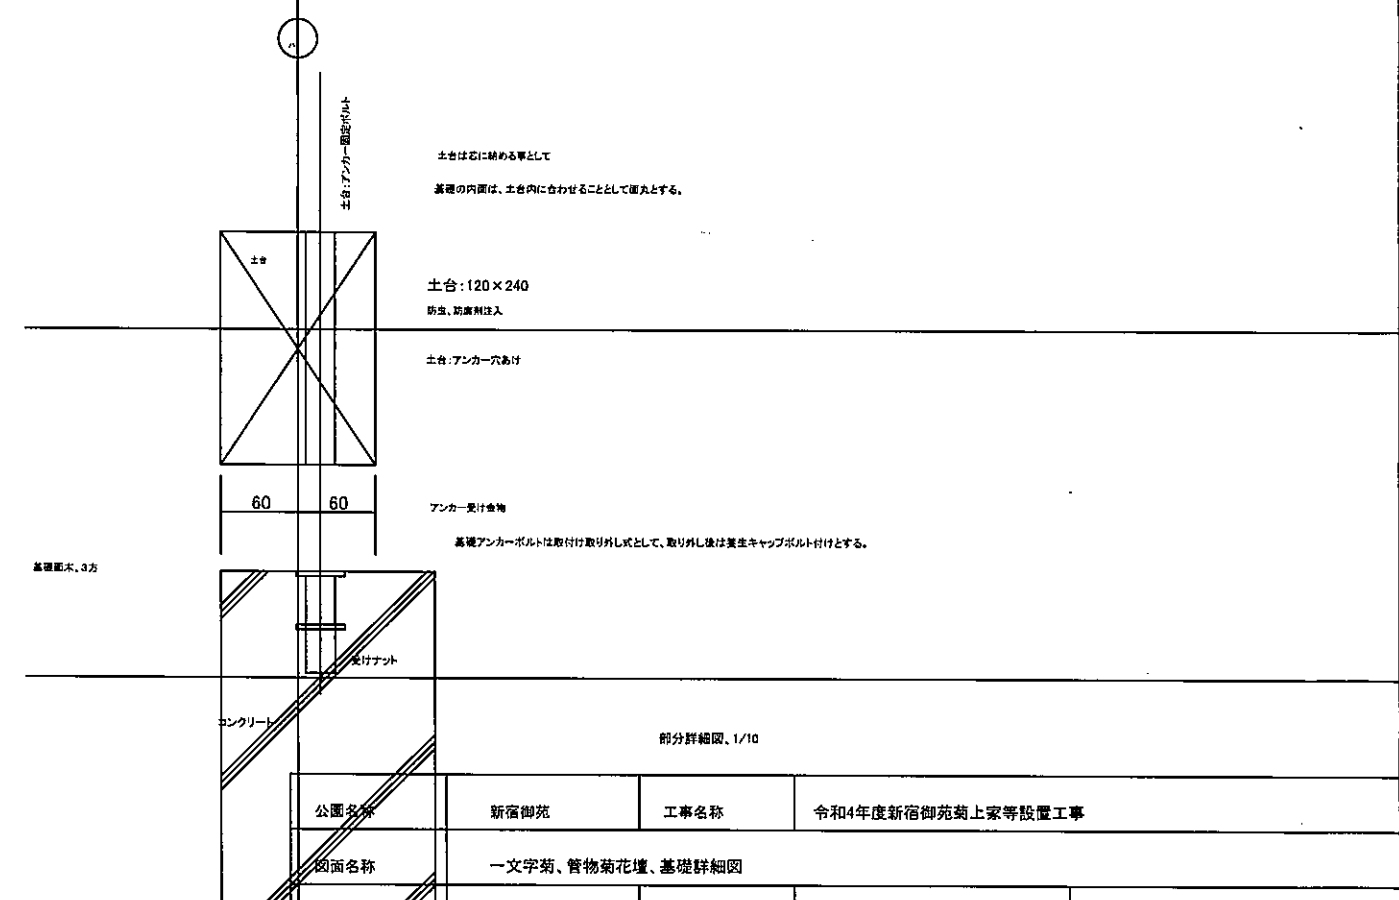 ハ
土台:アンカー固定ボルト
土台は芯に納める事として
基礎の内面は、土台内に合わせることとして面丸とする。
土台
土台:120×240
防虫、防腐剤注入
土台:アンカー穴あけ
60
60
アンカー受け金物
基礎アンカーボルトは取付け取り外し式として、取り外し後は養生キャップボルト付けとする。
基礎面木、3方
受けナット
コンクリート
部分詳細図、1/10
公園名称 新宿御苑 工事名称 令和4年度新宿御苑菊上家等設置工事
図面名称 一文字菊、管物菊花壇、基礎詳細図